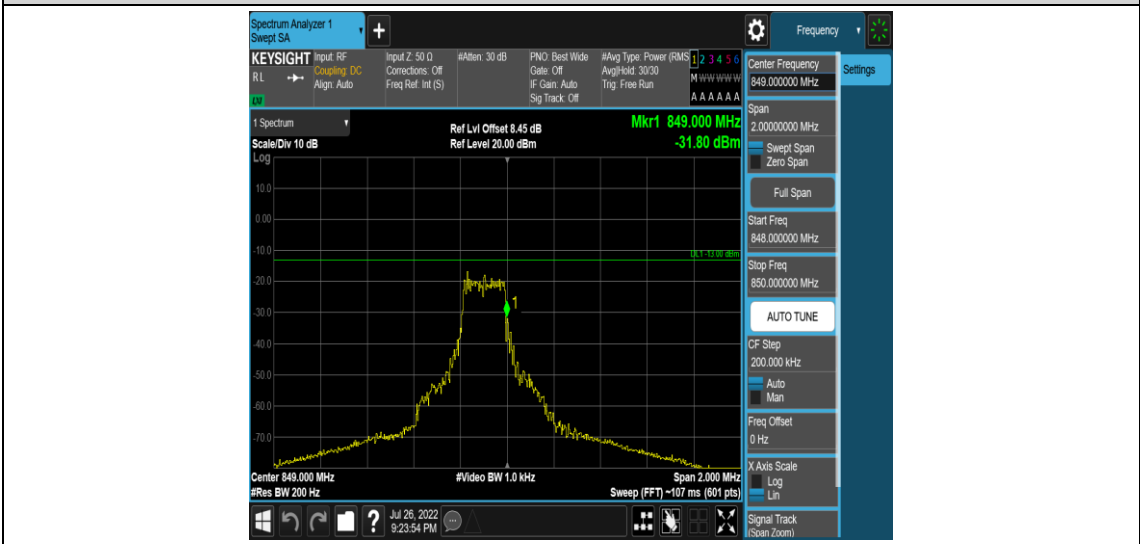 Spectrum Analyzer 1
Swept SA
+
Frequency
KEYSIGHT
RL
LXI
Input: RF
Coupling: DC
Align: Auto
Input Z: 50 Ω
Corrections: Off
Freq Ref: Int (S)
#Atten: 30 dB
PNO: Best Wide
Gate: Off
IF Gain: Auto
Sig Track: Off
#Avg Type: Power (RMS
Avg|Hold: 30/30
Trig: Free Run
1 2 3 4 5 6
M W W W W W
A A A A A A
Center Frequency
849.000000 MHz
Settings
Span
2.00000000 MHz
Swept Span
Zero Span
Full Span
Start Freq
848.000000 MHz
Stop Freq
850.000000 MHz
AUTO TUNE
CF Step
200.000 kHz
Auto
Man
Freq Offset
0 Hz
X Axis Scale
Log
Lin
Signal Track
(Span Zoom)
1 Spectrum
Scale/Div 10 dB
Log
Ref Lvl Offset 8.45 dB
Ref Level 20.00 dBm
Mkr1 849.000 MHz
-31.80 dBm
10.0
0.00
-10.0
DL1 -13.00 dBm
-20.0
1
-30.0
-40.0
-50.0
-60.0
-70.0
Center 849.000 MHz
#Video BW 1.0 kHz
Span 2.000 MHz
#Res BW 200 Hz
Sweep (FFT) ~107 ms (601 pts)
?
Jul 26, 2022
9:23:54 PM